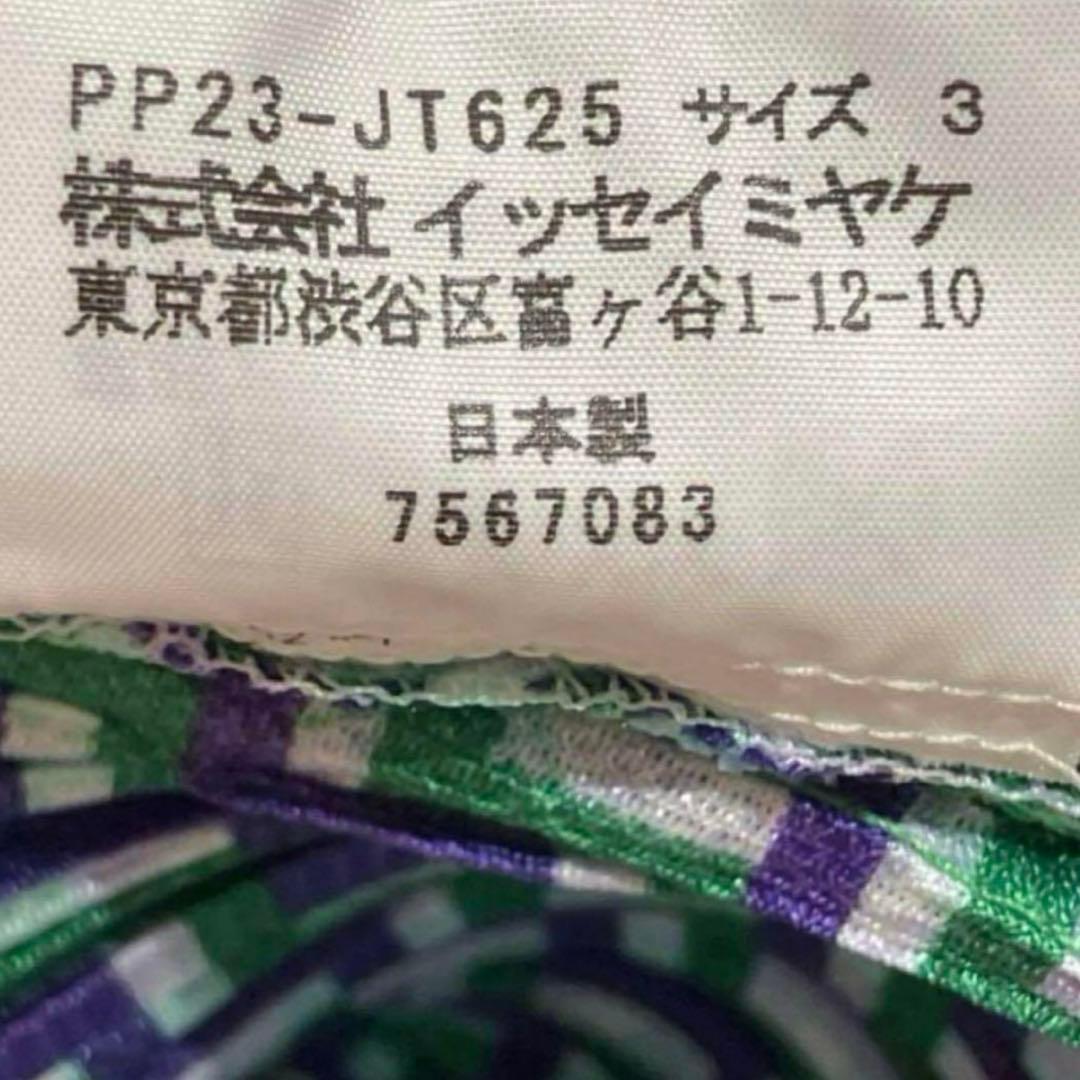 PP23-JT625 サイズ 3
株式会社 イッセイミヤケ
東京都渋谷区富ヶ谷1-12-10
日本製
7567083